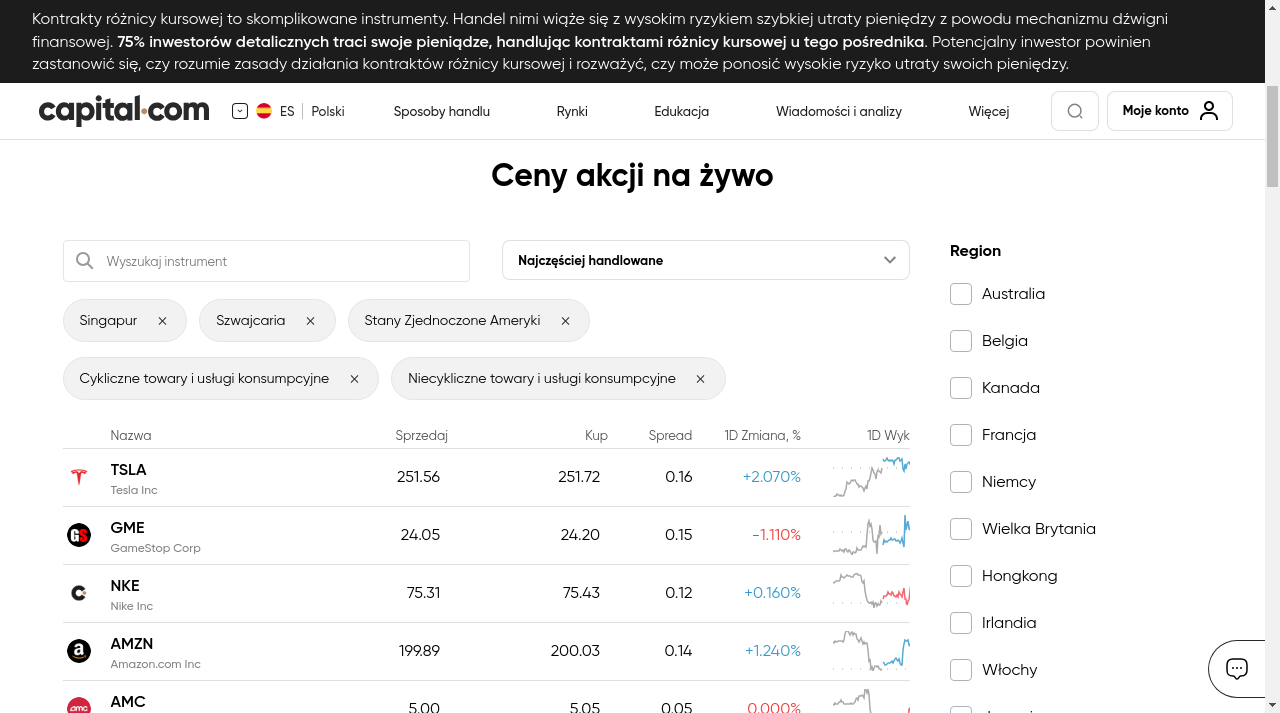 Kontrakty różnicy kursowej to skomplikowane instrumenty. Handel nimi wiąże się z wysokim ryzykiem szybkiej utraty pieniędzy z powodu mechanizmu dźwigni
finansowej. 75% inwestorów detalicznych traci swoje pieniądze, handlując kontraktami różnicy kursowej u tego pośrednika. Potencjalny inwestor powinien
zastanowić się, czy rozumie zasady działania kontraktów różnicy kursowej i rozważyć, czy może ponosić wysokie ryzyko utraty swoich pieniędzy.
capital.com ES Polski Sposoby handlu Rynki Edukacja Wiadomości i analizy Więcej Moje konto
Ceny akcji na żywo
Wyszukaj instrument Najczęściej handlowane
Singapur Szwajcaria Stany Zjednoczone Ameryki
Cykliczne towary i usługi konsumpcyjne Niecykliczne towary i usługi konsumpcyjne
Nazwa Sprzedaj Kup Spread 1D Zmiana, % 1D Wyk
TSLA 251.56 251.72 0.16 +2.070%
Tesla Inc
GME 24.05 24.20 0.15 -1.110%
GameStop Corp
NKE 75.31 75.43 0.12 +0.160%
Nike Inc
AMZN 199.89 200.03 0.14 +1.240%
Amazon.com Inc
AMC 5.00 5.05 0.05 0.000%
Region
Australia
Belgia
Kanada
Francja
Niemcy
Wielka Brytania
Hongkong
Irlandia
Włochy